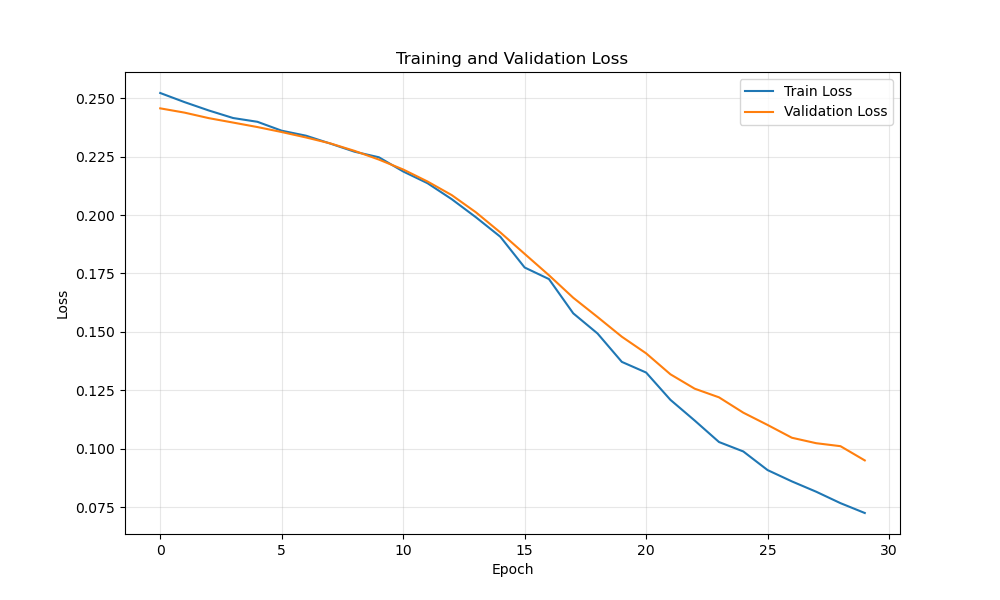 Training and Validation Loss
Train Loss
Validation Loss
Loss
0.250
0.225
0.200
0.175
0.150
0.125
0.100
0.075
0 5 10 15 20 25 30
Epoch